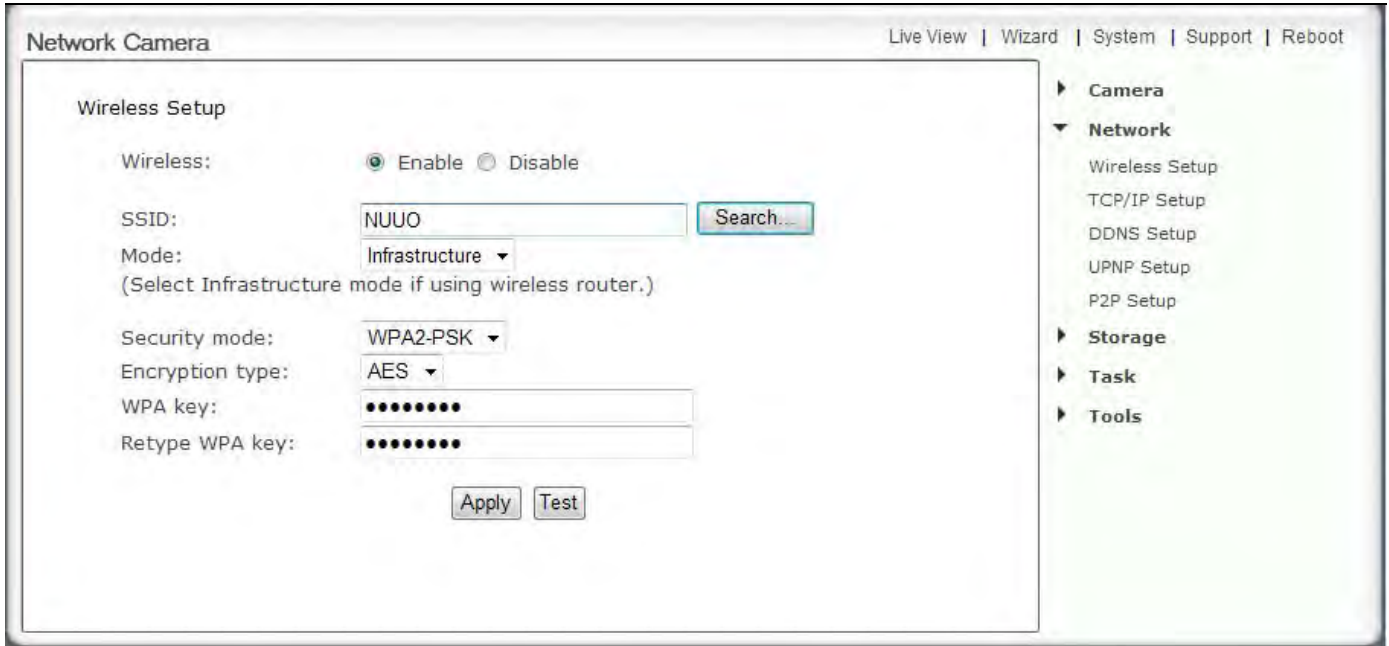 Network Camera
Live View | Wizard | System | Support | Reboot
Wireless Setup
Wireless: Enable Disable
SSID: NUUO Search...
Mode: Infrastructure
(Select Infrastructure mode if using wireless router.)
Security mode: WPA2-PSK
Encryption type: AES
WPA key: ●●●●●●●●
Retype WPA key: ●●●●●●●●
Apply Test
Camera
Network
Wireless Setup
TCP/IP Setup
DDNS Setup
UPNP Setup
P2P Setup
Storage
Task
Tools